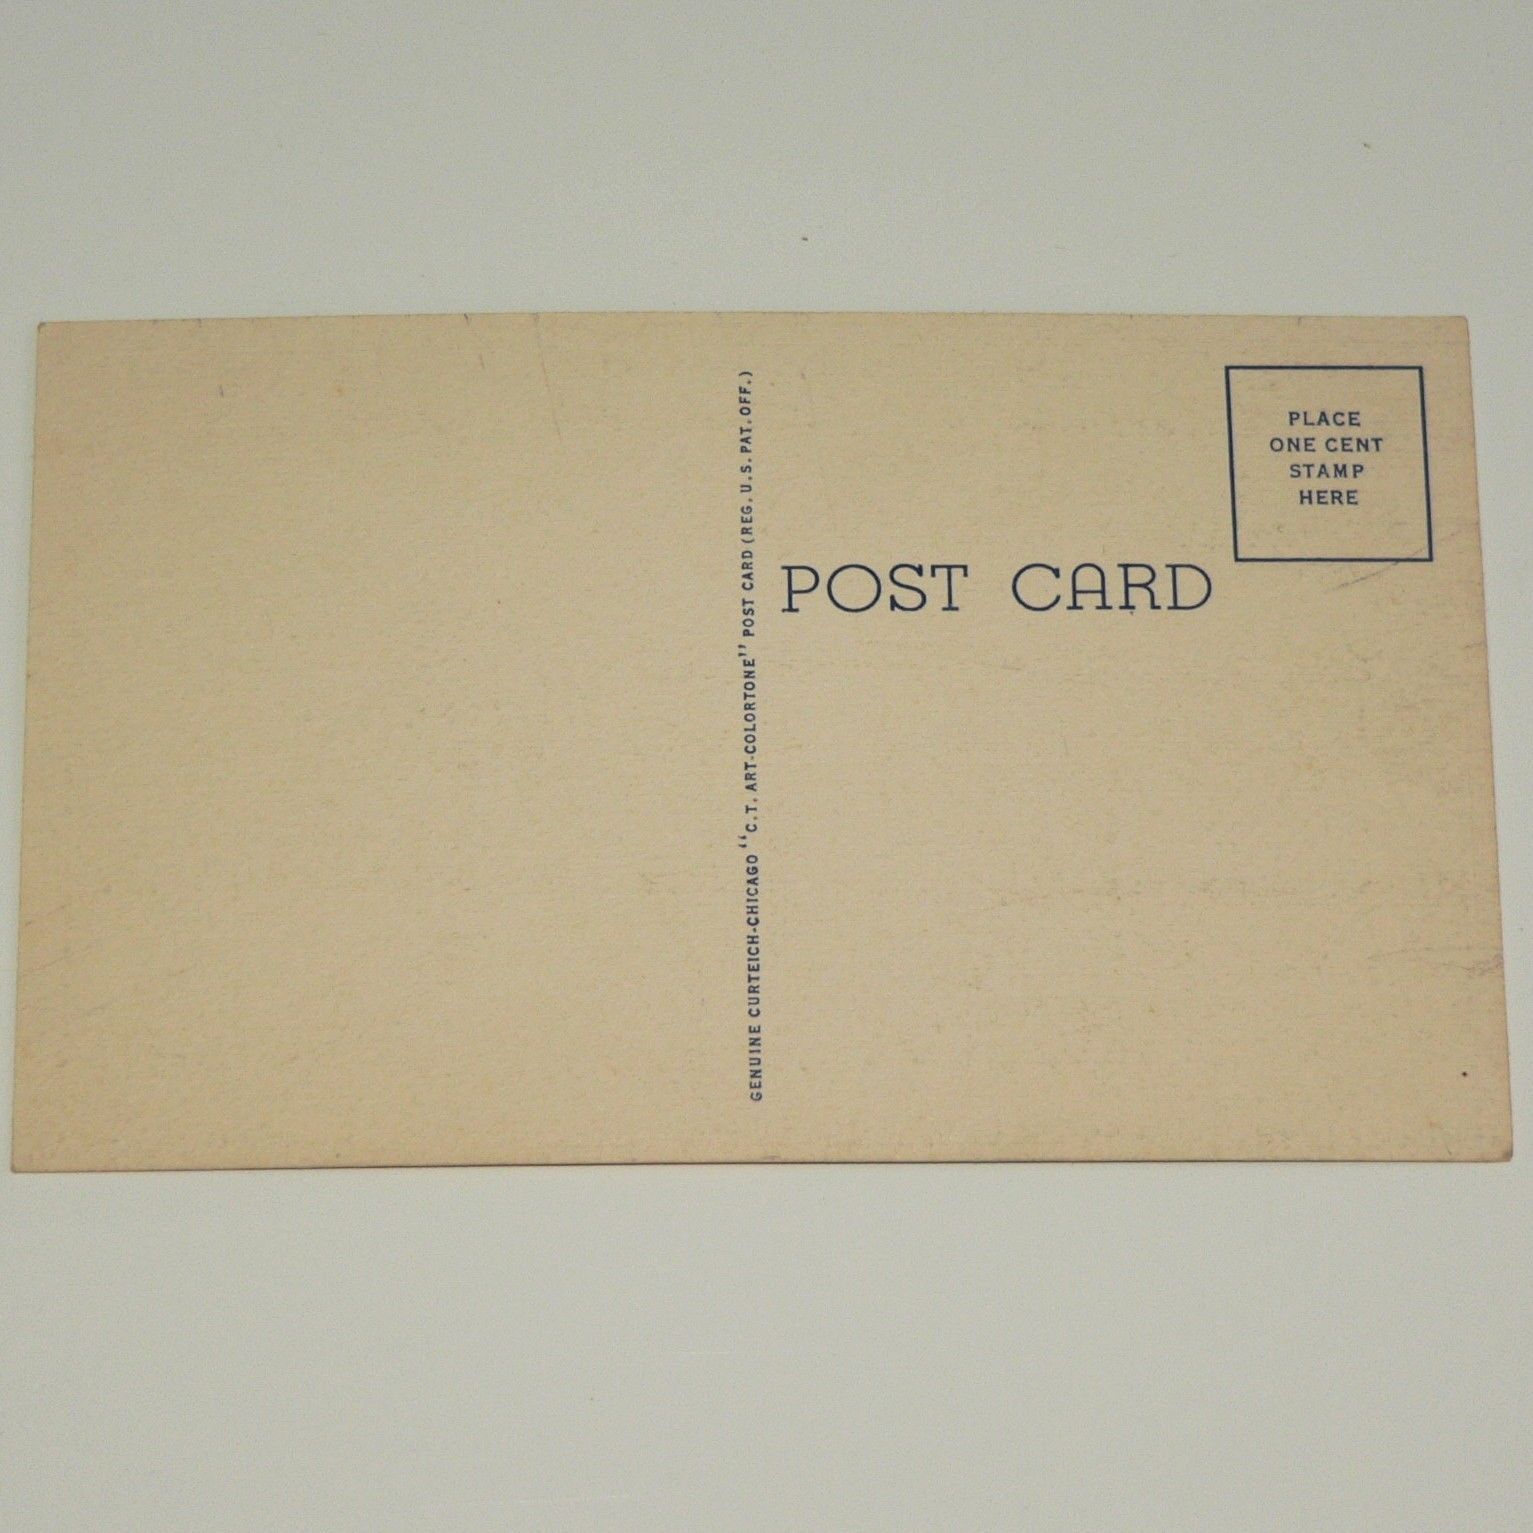 GENUINE CURTEICH-CHICAGO "C.T. ART-COLORTONE" POST CARD (REG. U.S. PAT. OFF.)
PLACE
ONE CENT
STAMP
HERE
POST CARD